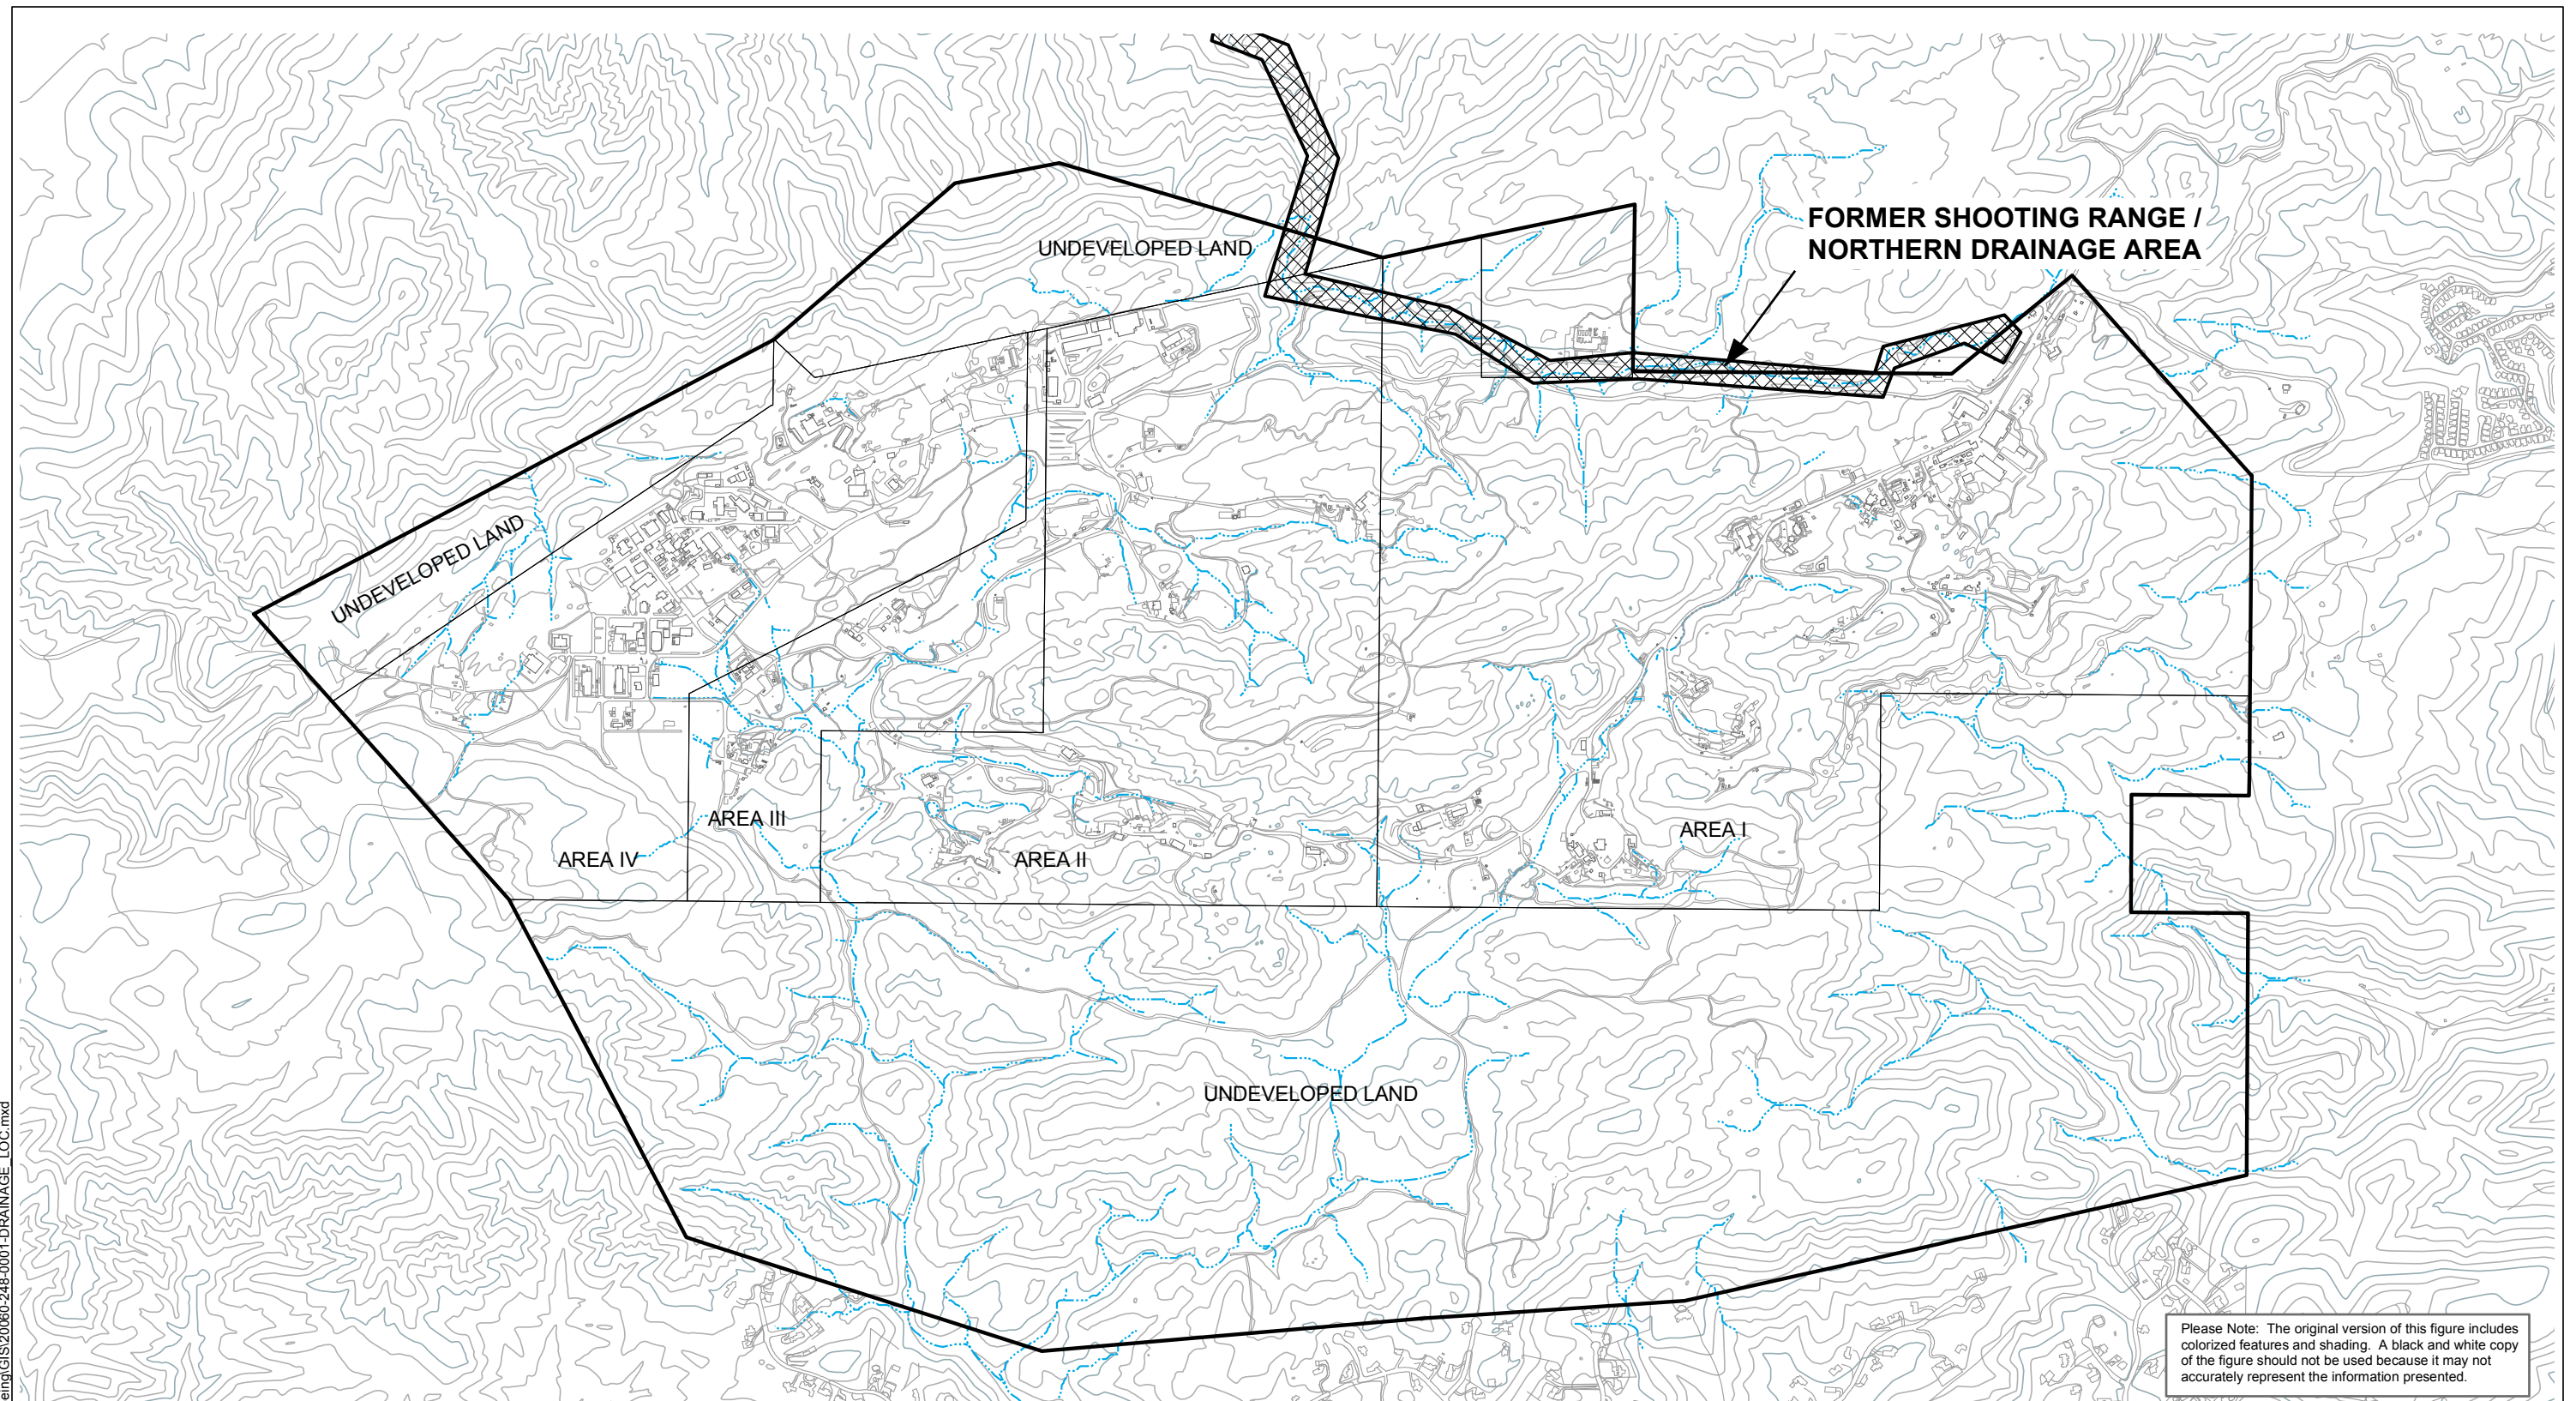 FORMER SHOOTING RANGE /
NORTHERN DRAINAGE AREA
UNDEVELOPED LAND
UNDEVELOPED LAND
AREA III
AREA IV
AREA II
AREA I
UNDEVELOPED LAND
Please Note: The original version of this figure includes
colorized features and shading. A black and white copy
of the figure should not be used because it may not
accurately represent the information presented.
eing\GIS\20060-248-0001-DRAINAGE_LOC.mxd